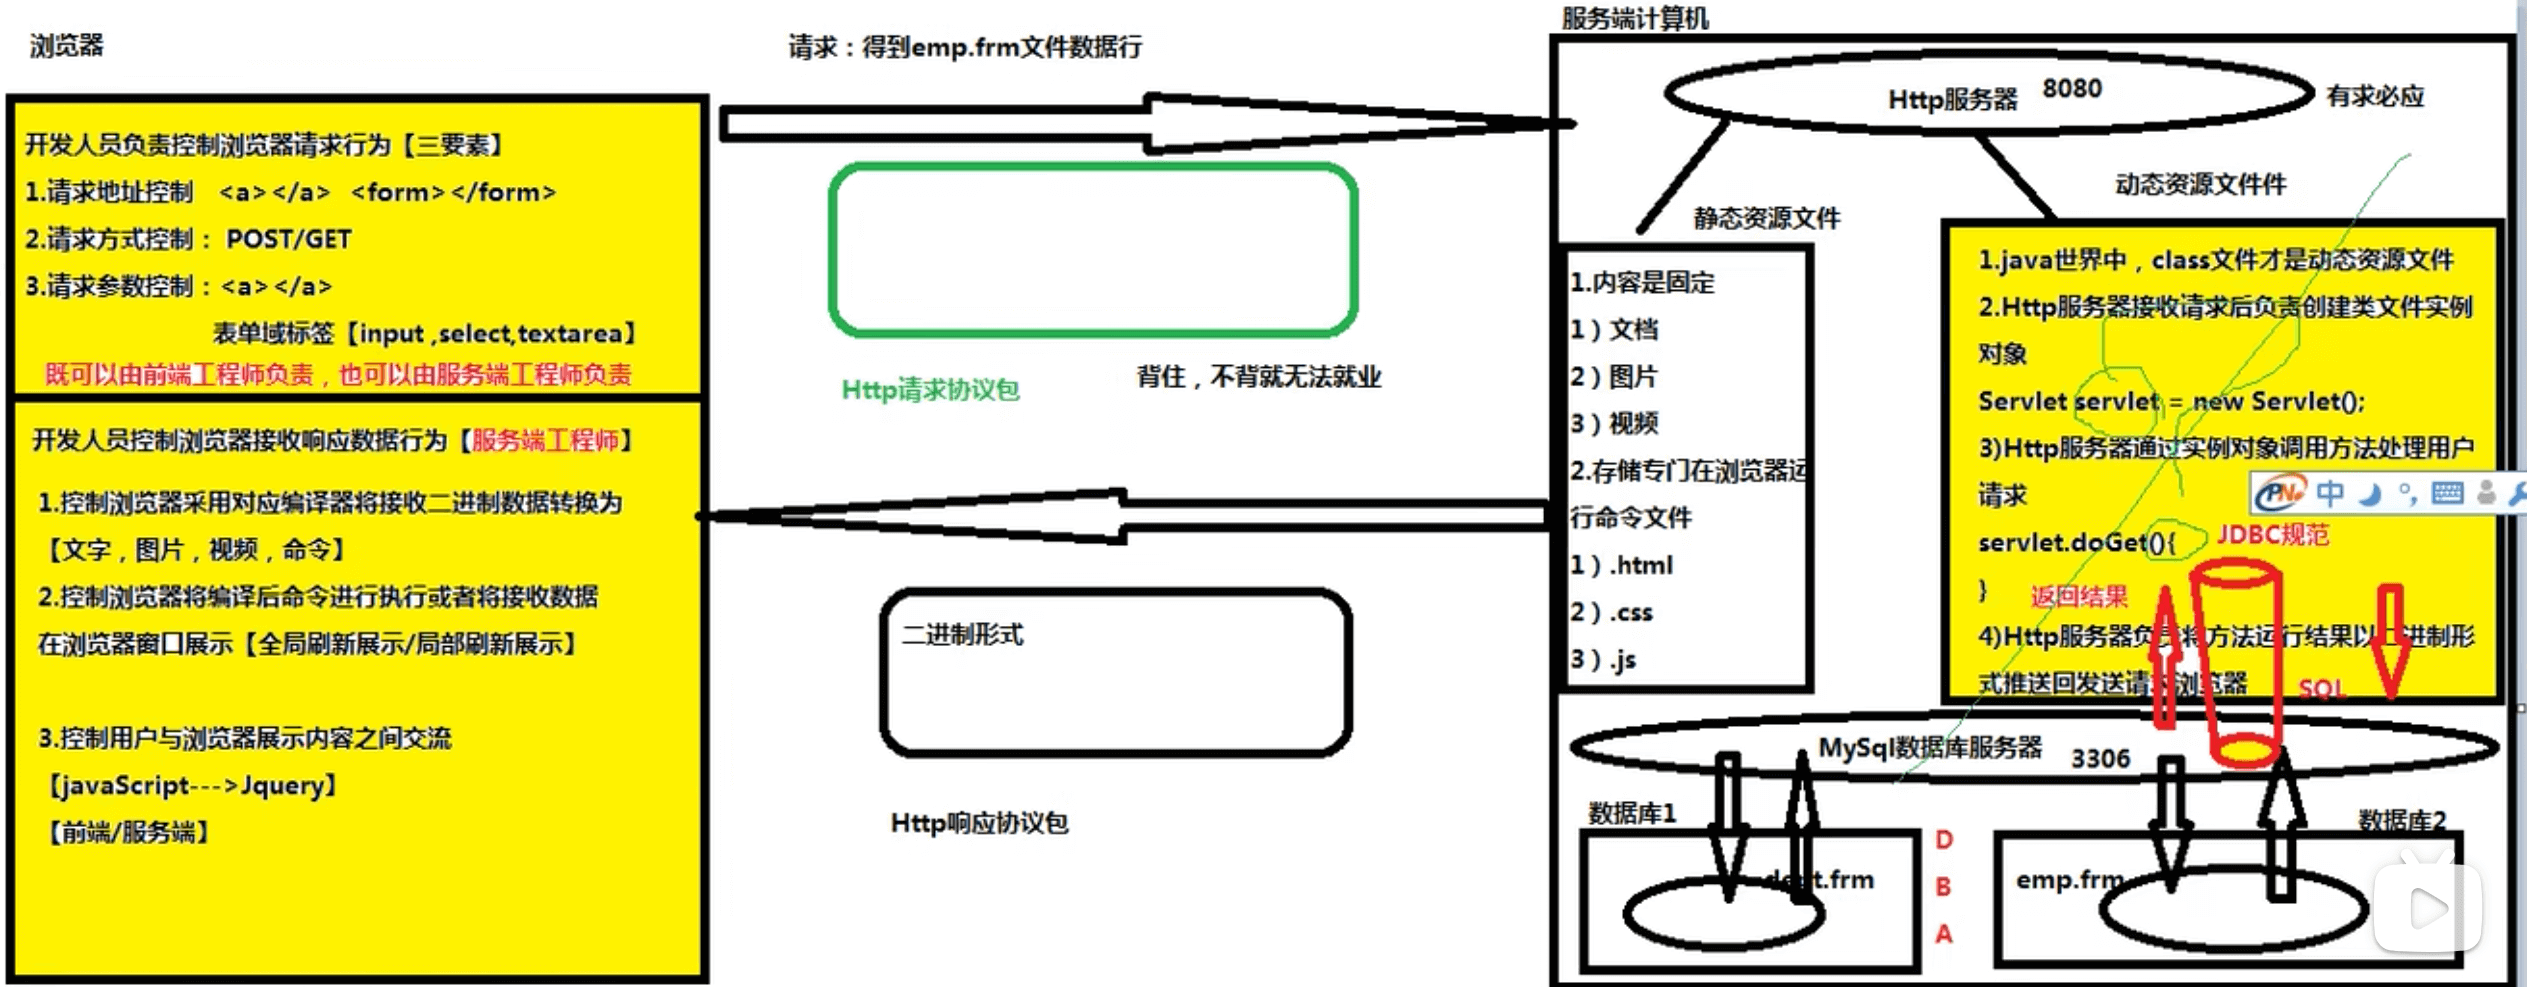 浏览器
请求：得到emp.frm文件数据行
服务端计算机
开发人员负责控制浏览器请求行为【三要素】
1.请求地址控制 <a></a> <form></form>
2.请求方式控制： POST/GET
3.请求参数控制：<a></a>
表单域标签【input ,select,textarea】
既可以由前端工程师负责，也可以由服务端工程师负责
开发人员控制浏览器接收响应数据行为【服务端工程师】
1.控制浏览器采用对应编译器将接收二进制数据转换为
【文字，图片，视频，命令】
2.控制浏览器将编译后命令进行执行或者将接收数据
在浏览器窗口展示【全局刷新展示/局部刷新展示】
3.控制用户与浏览器展示内容之间交流
【javaScript--->Jquery】
【前端/服务端】
Http请求协议包
背住，不背就无法就业
二进制形式
Http响应协议包
Http服务器 8080
有求必应
静态资源文件
动态资源文件件
1.内容是固定
1）文档
2）图片
3）视频
2.存储专门在浏览器运
行命令文件
1）.html
2）.css
3）.js
1.java世界中，class文件才是动态资源文件
2.Http服务器接收请求后负责创建类文件实例
对象
Servlet servlet = new Servlet();
3)Http服务器通过实例对象调用方法处理用户
请求
servlet.doGet(){
}
4)Http服务器负责将方法运行结果以二进制形
式推送回发送请求浏览器
中
JDBC规范
返回结果
SQL
MySql数据库服务器 3306
数据库1
dept.frm
D
B
A
数据库2
emp.frm